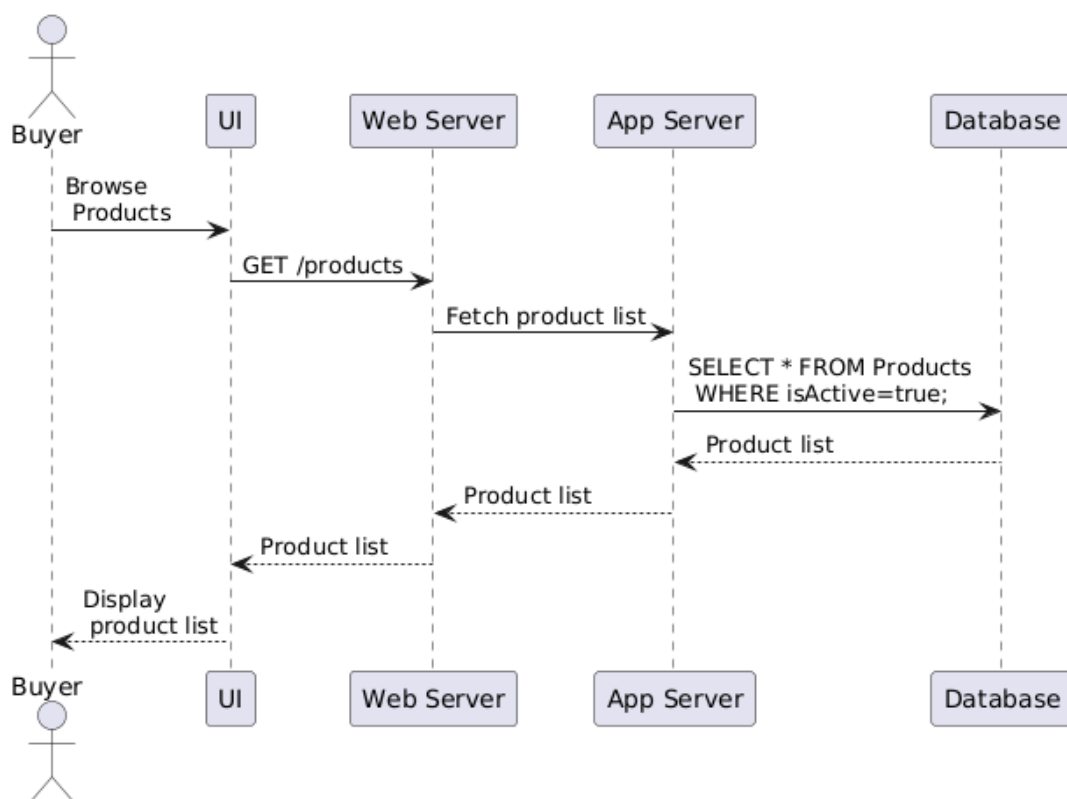 Buyer
UI
Web Server
App Server
Database
Browse
Products
GET /products
Fetch product list
SELECT * FROM Products
WHERE isActive=true;
Product list
Product list
Product list
Display
product list
Buyer
UI
Web Server
App Server
Database